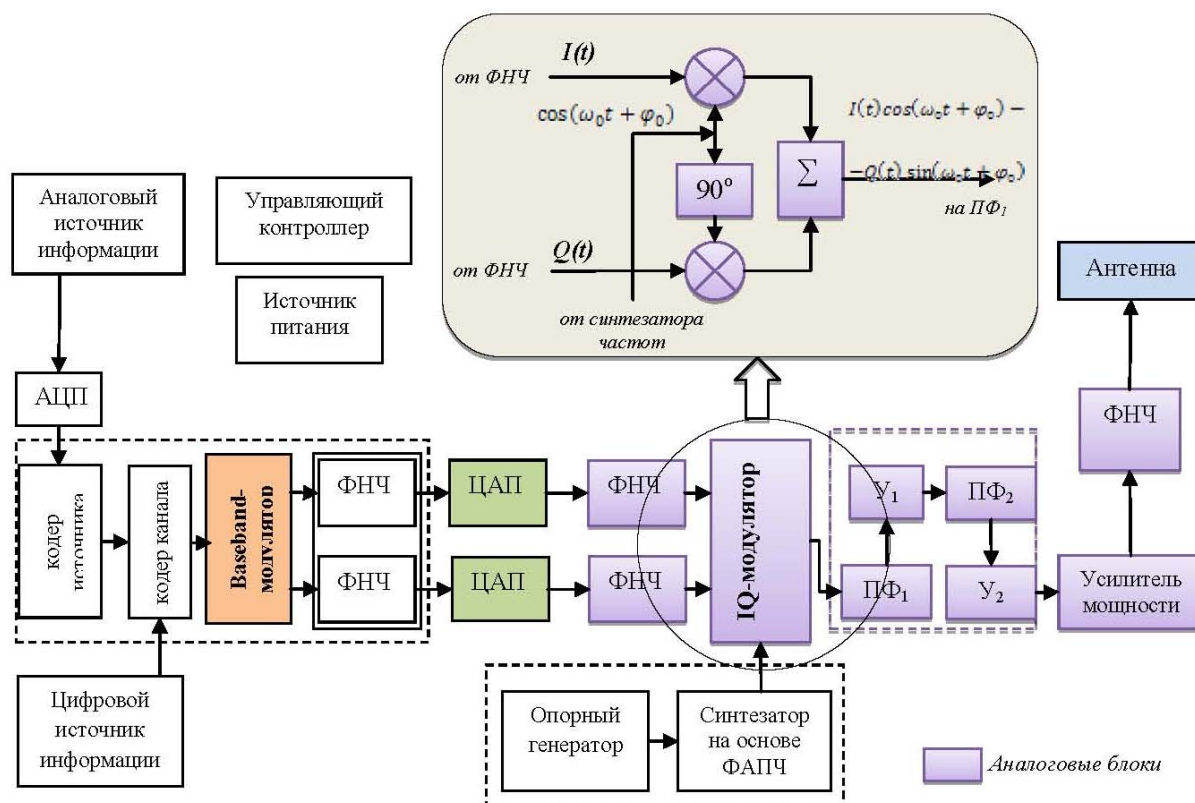 I(t)
от ФНЧ
cos(ω₀t + φ₀)
I(t)cos(ω₀t + φ₀) −
90º
∑
−Q(t) sin(ω₀t + φ₀)
на ПФ₁
Q(t)
от ФНЧ
от синтезатора
частот
Аналоговый
источник
информации
Управляющий
контроллер
Источник
питания
Антенна
АЦП
ФНЧ
кодер
источника
кодер канала
Baseband-
модулятор
ФНЧ
ЦАП
ФНЧ
ФНЧ
ЦАП
ФНЧ
IQ-модулятор
У₁
ПФ₂
ПФ₁
У₂
Усилитель
мощности
Цифровой
источник
информации
Опорный
генератор
Синтезатор
на основе
ФАПЧ
Аналоговые блоки